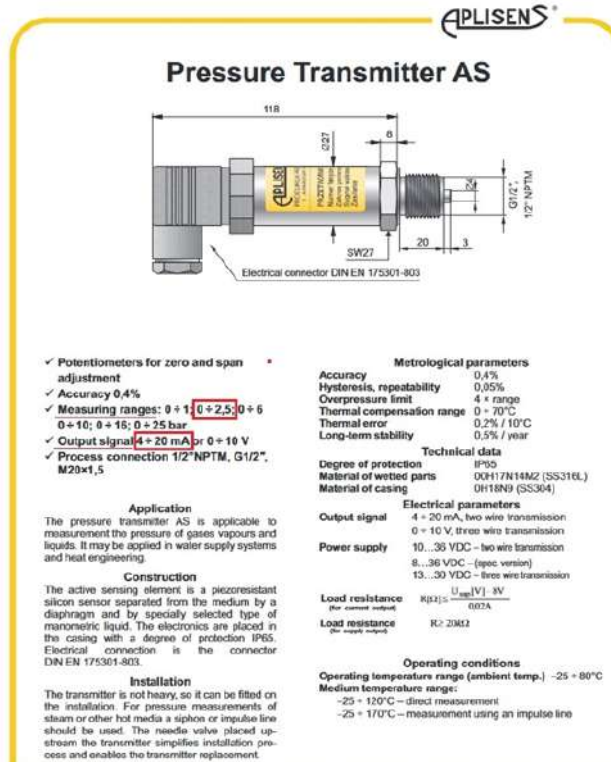 APLISENS®
Pressure Transmitter AS
118
8
Ø27
APLISENS
SW27
20
3
G1/2",
1/2" NPTM
Electrical connector DIN EN 175301-803
✓ Potentiometers for zero and span
adjustment
✓ Accuracy 0,4%
✓ Measuring ranges: 0 ÷ 1; 0 ÷ 2,5; 0 ÷ 6
0 ÷ 10; 0 ÷ 16; 0 ÷ 25 bar
✓ Output signal 4 ÷ 20 mA or 0 ÷ 10 V
✓ Process connection 1/2"NPTM, G1/2",
M20×1,5
Application
The pressure transmitter AS is applicable to
measurement the pressure of gases vapours and
liquids. It may be applied in water supply systems
and heat engineering.
Construction
The active sensing element is a piezoresistant
silicon sensor separated from the medium by a
diaphragm and by specially selected type of
manometric liquid. The electronics are placed in
the casing with a degree of protection IP65.
Electrical connection is the connector
DIN EN 175301-803.
Installation
The transmitter is not heavy, so it can be fitted on
the installation. For pressure measurements of
steam or other hot media a siphon or impulse line
should be used. The needle valve placed up-
stream the transmitter simplifies installation pro-
cess and enables the transmitter replacement.
Metrological parameters
Accuracy 0,4%
Hysteresis, repeatability 0,05%
Overpressure limit 4 × range
Thermal compensation range 0 ÷ 70°C
Thermal error 0,2% / 10°C
Long-term stability 0,5% / year
Technical data
Degree of protection IP65
Material of wetted parts 00H17N14M2 (SS316L)
Material of casing 0H18N9 (SS304)
Electrical parameters
Output signal 4 ÷ 20 mA, two wire transmission
0 ÷ 10 V, three wire transmission
Power supply 10...36 VDC – two wire transmission
8...36 VDC – (spec. version)
13...30 VDC – three wire transmission
Load resistance R[Ω] ≤ (Usup[V] - 8V) / 0,02A
(for current output)
Load resistance R ≥ 20kΩ
Operating conditions
Operating temperature range (ambient temp.) –25 ÷ 80°C
Medium temperature range:
–25 ÷ 120°C – direct measurement
–25 ÷ 170°C – measurement using an impulse line